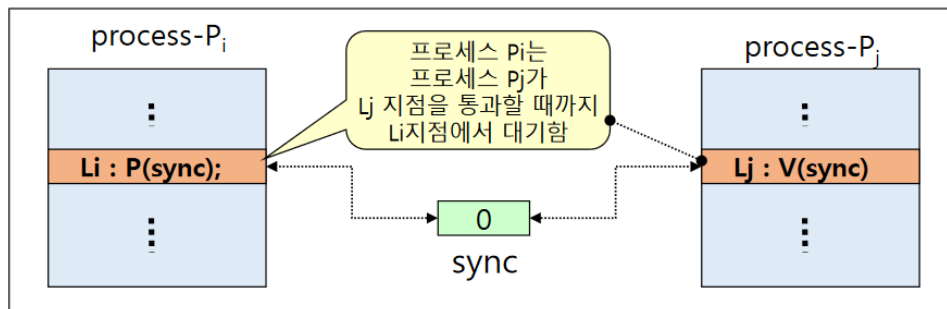 process-Pi
process-Pj
프로세스 Pi는
프로세스 Pj가
Lj 지점을 통과할 때까지
Li지점에서 대기함
Li : P(sync);
Lj : V(sync)
0
sync